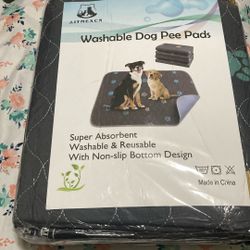 Washable Dog Pee Pads
Super Absorbent
Washable & Reusable
With Non-slip Bottom Design
Made in China